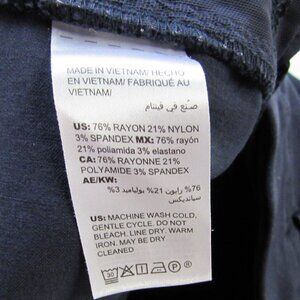 MADE IN VIETNAM/ HECHO
EN VIETNAM/ FABRIQUÉ AU
VIETNAM/
صنع في فيتنام
US: 76% RAYON 21% NYLON
3% SPANDEX MX: 76% rayón
21% poliamida 3% elastano
CA: 76% RAYONNE 21%
POLYAMIDE 3% SPANDEX
AE/KW:
76% رايون 21% بولياميد 3%
سباندیکس
US: MACHINE WASH COLD,
GENTLE CYCLE. DO NOT
BLEACH. LINE DRY. WARM
IRON. MAY BE DRY
CLEANED
30
P